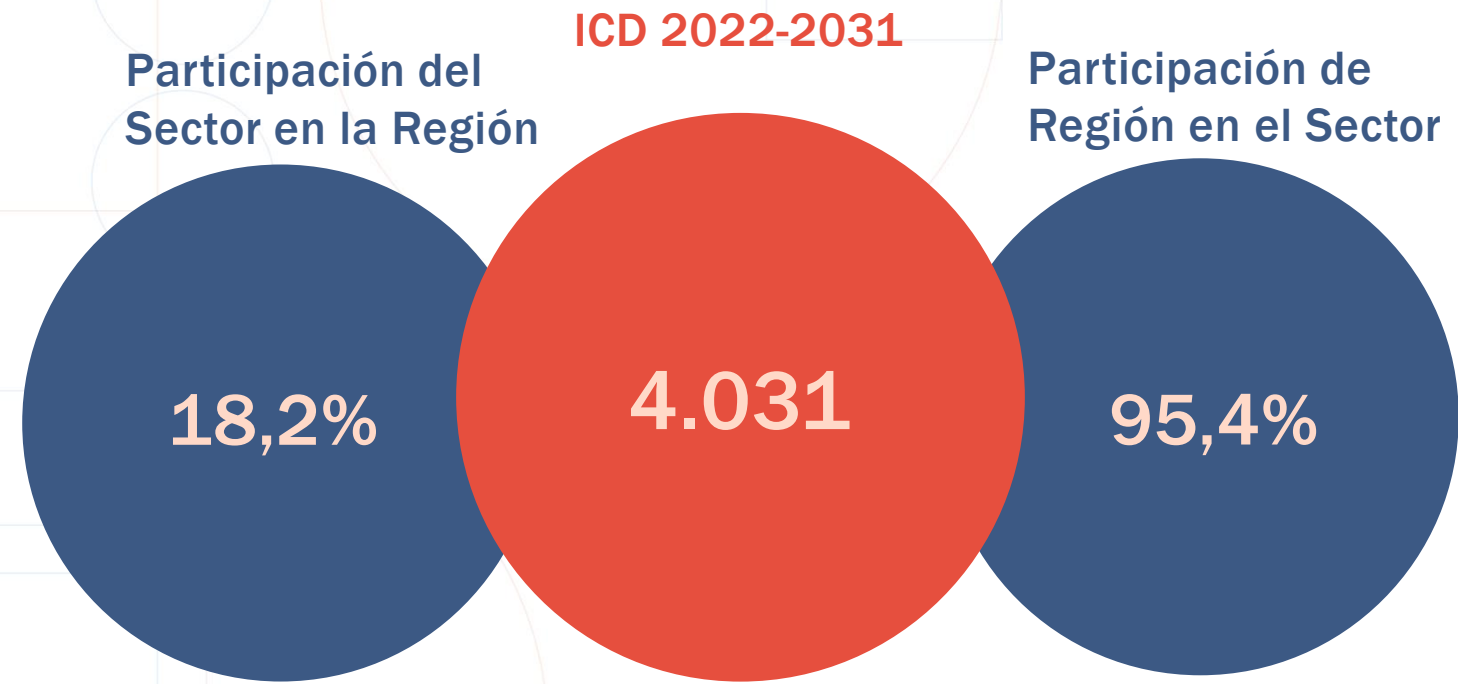 ICD 2022-2031
Participación del
Sector en la Región
Participación de
Región en el Sector
18,2%
4.031
95,4%